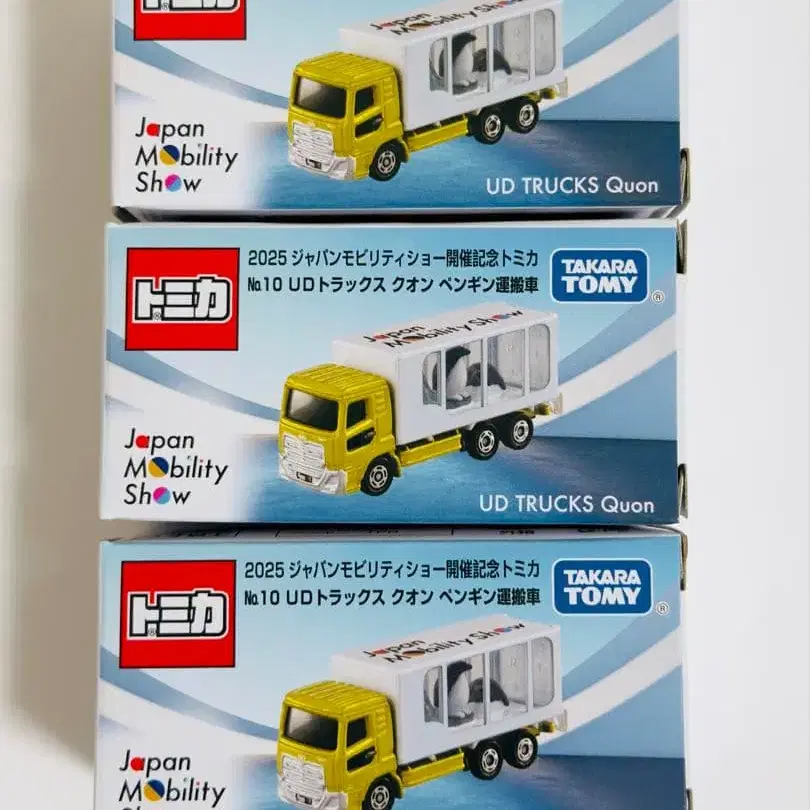 Japan
Mobility Show
Japan
Mobility
Show
UD TRUCKS Quon
2025 ジャパンモビリティショー開催記念トミカ
№10 UDトラックス クオン ペンギン運搬車
TAKARA
TOMY
®
トミカ
®
Japan
Mobility Show
Japan
Mobility
Show
UD TRUCKS Quon
2025 ジャパンモビリティショー開催記念トミカ
№10 UDトラックス クオン ペンギン運搬車
TAKARA
TOMY
®
トミカ
®
Japan
Mobility Show
Japan
Mobility